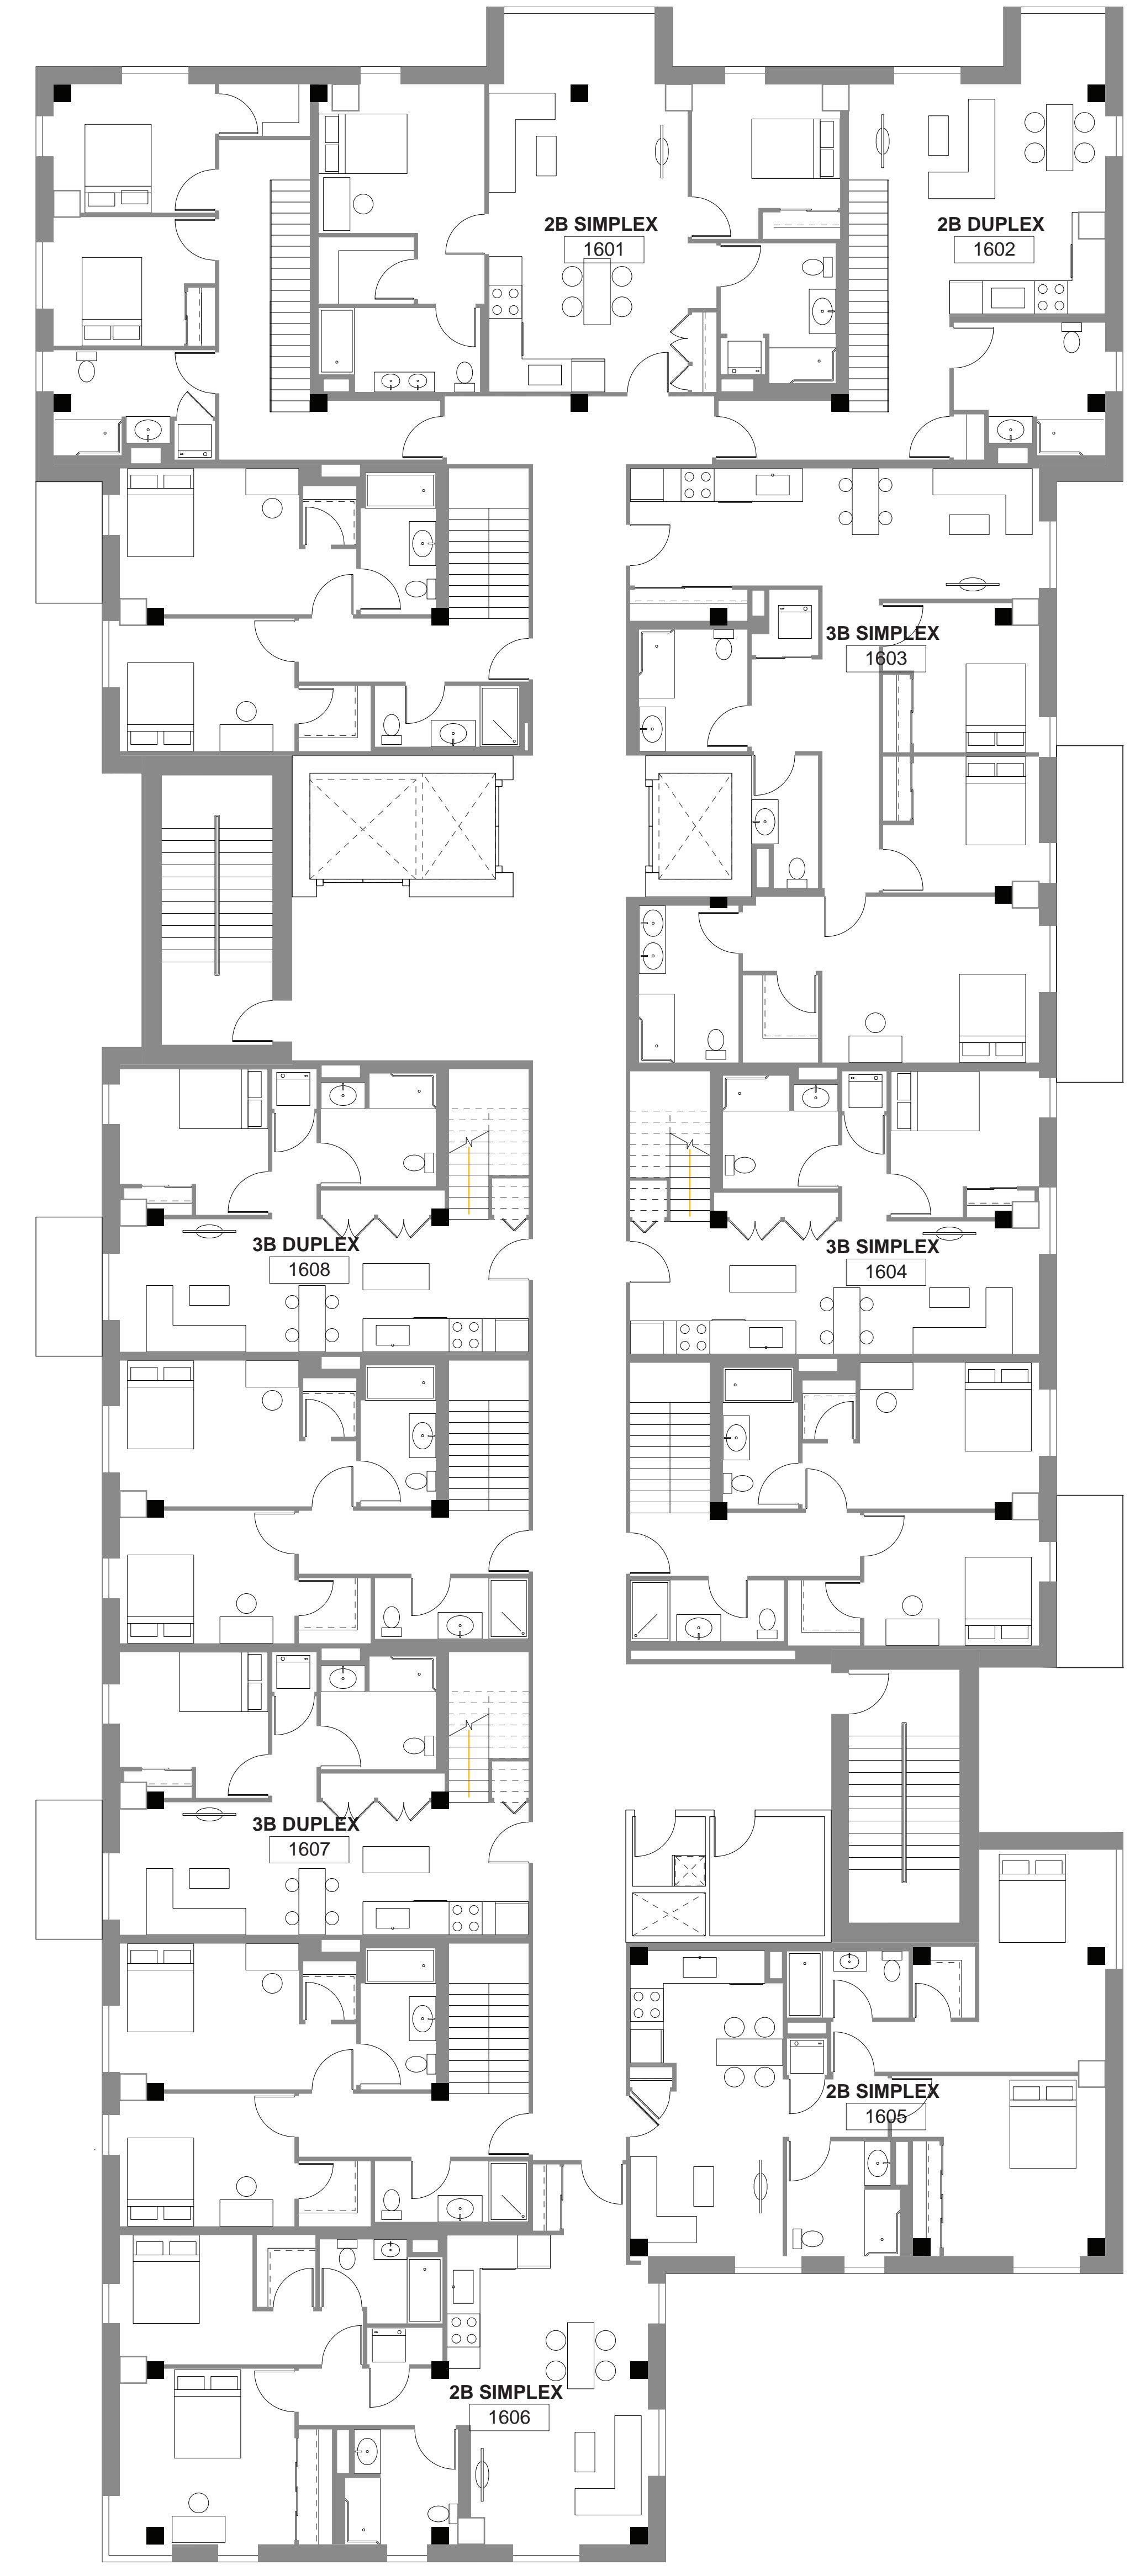 2B SIMPLEX
1601
2B DUPLEX
1602
3B SIMPLEX
1603
3B DUPLEX
1608
3B SIMPLEX
1604
3B DUPLEX
1607
2B SIMPLEX
1605
2B SIMPLEX
1606